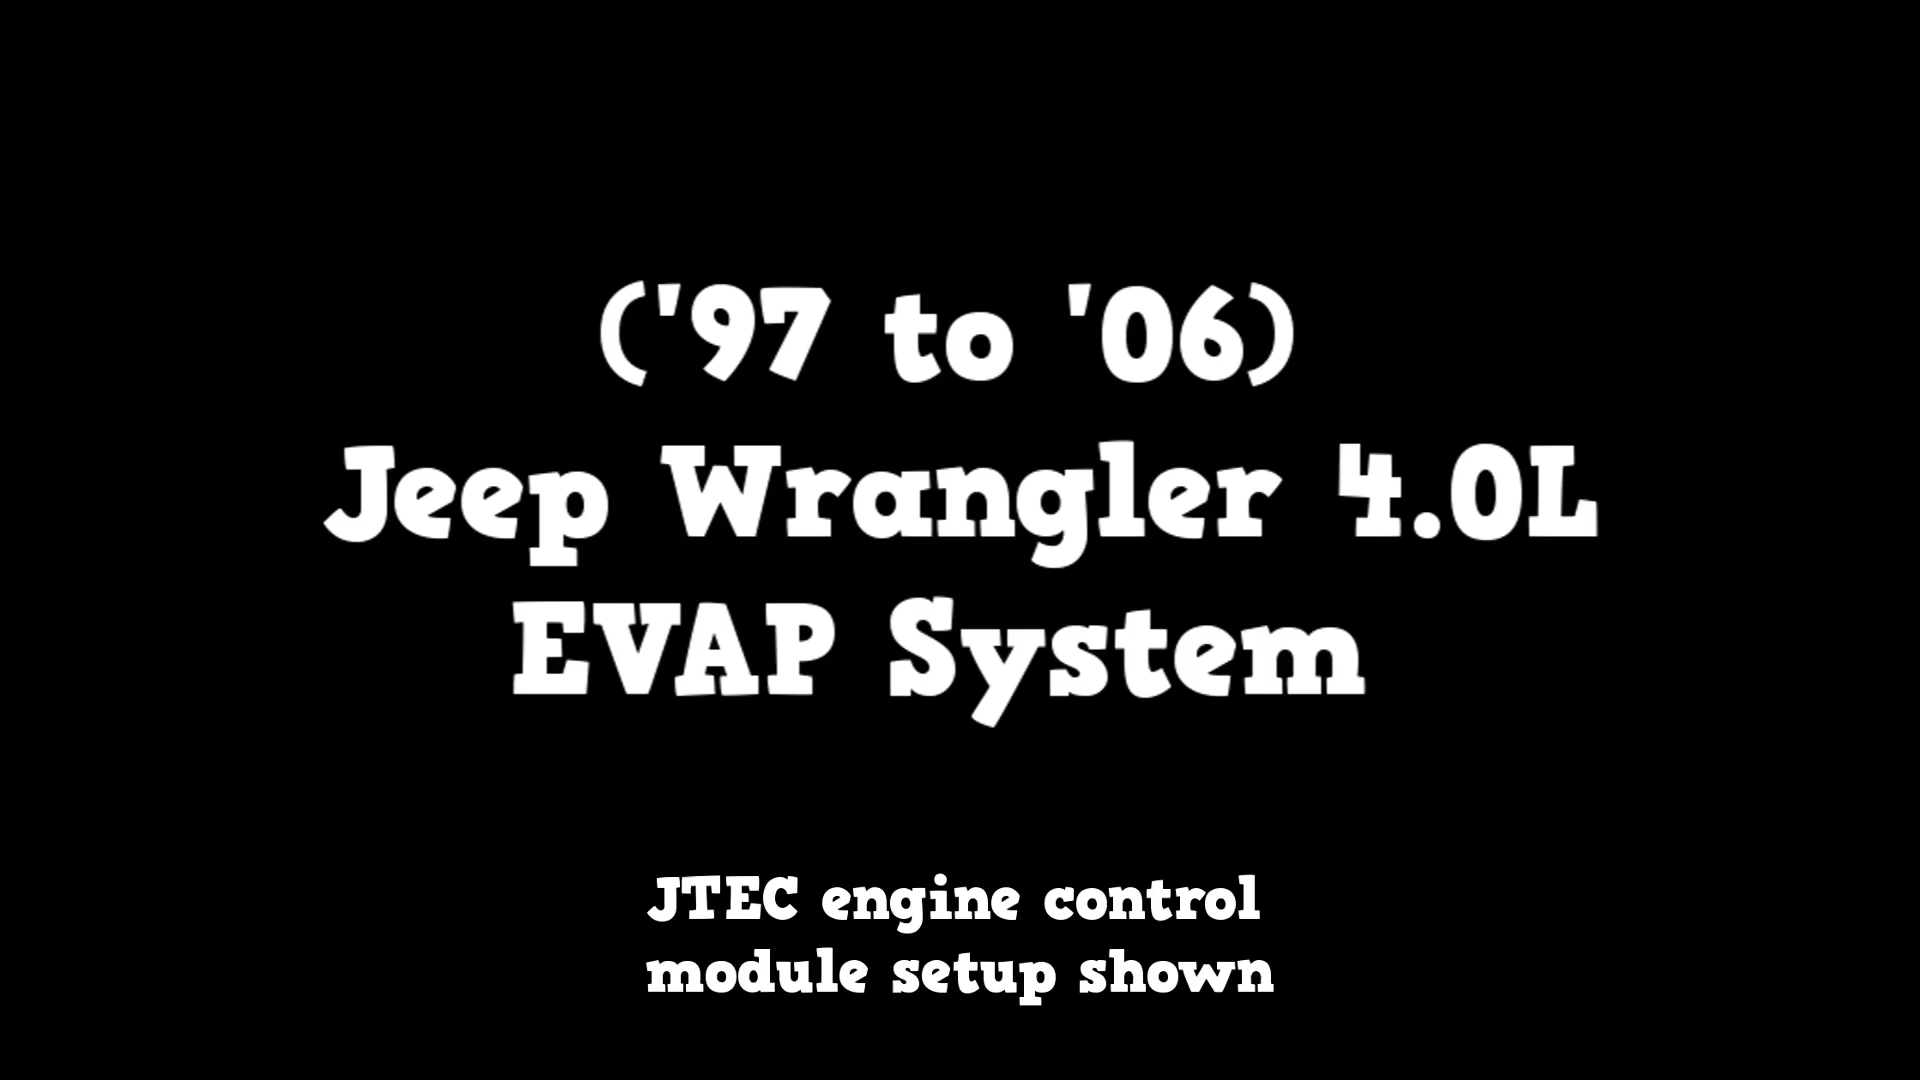 ('97 to '06)
Jeep Wrangler 4.0L
EVAP System
JTEC engine control
module setup shown